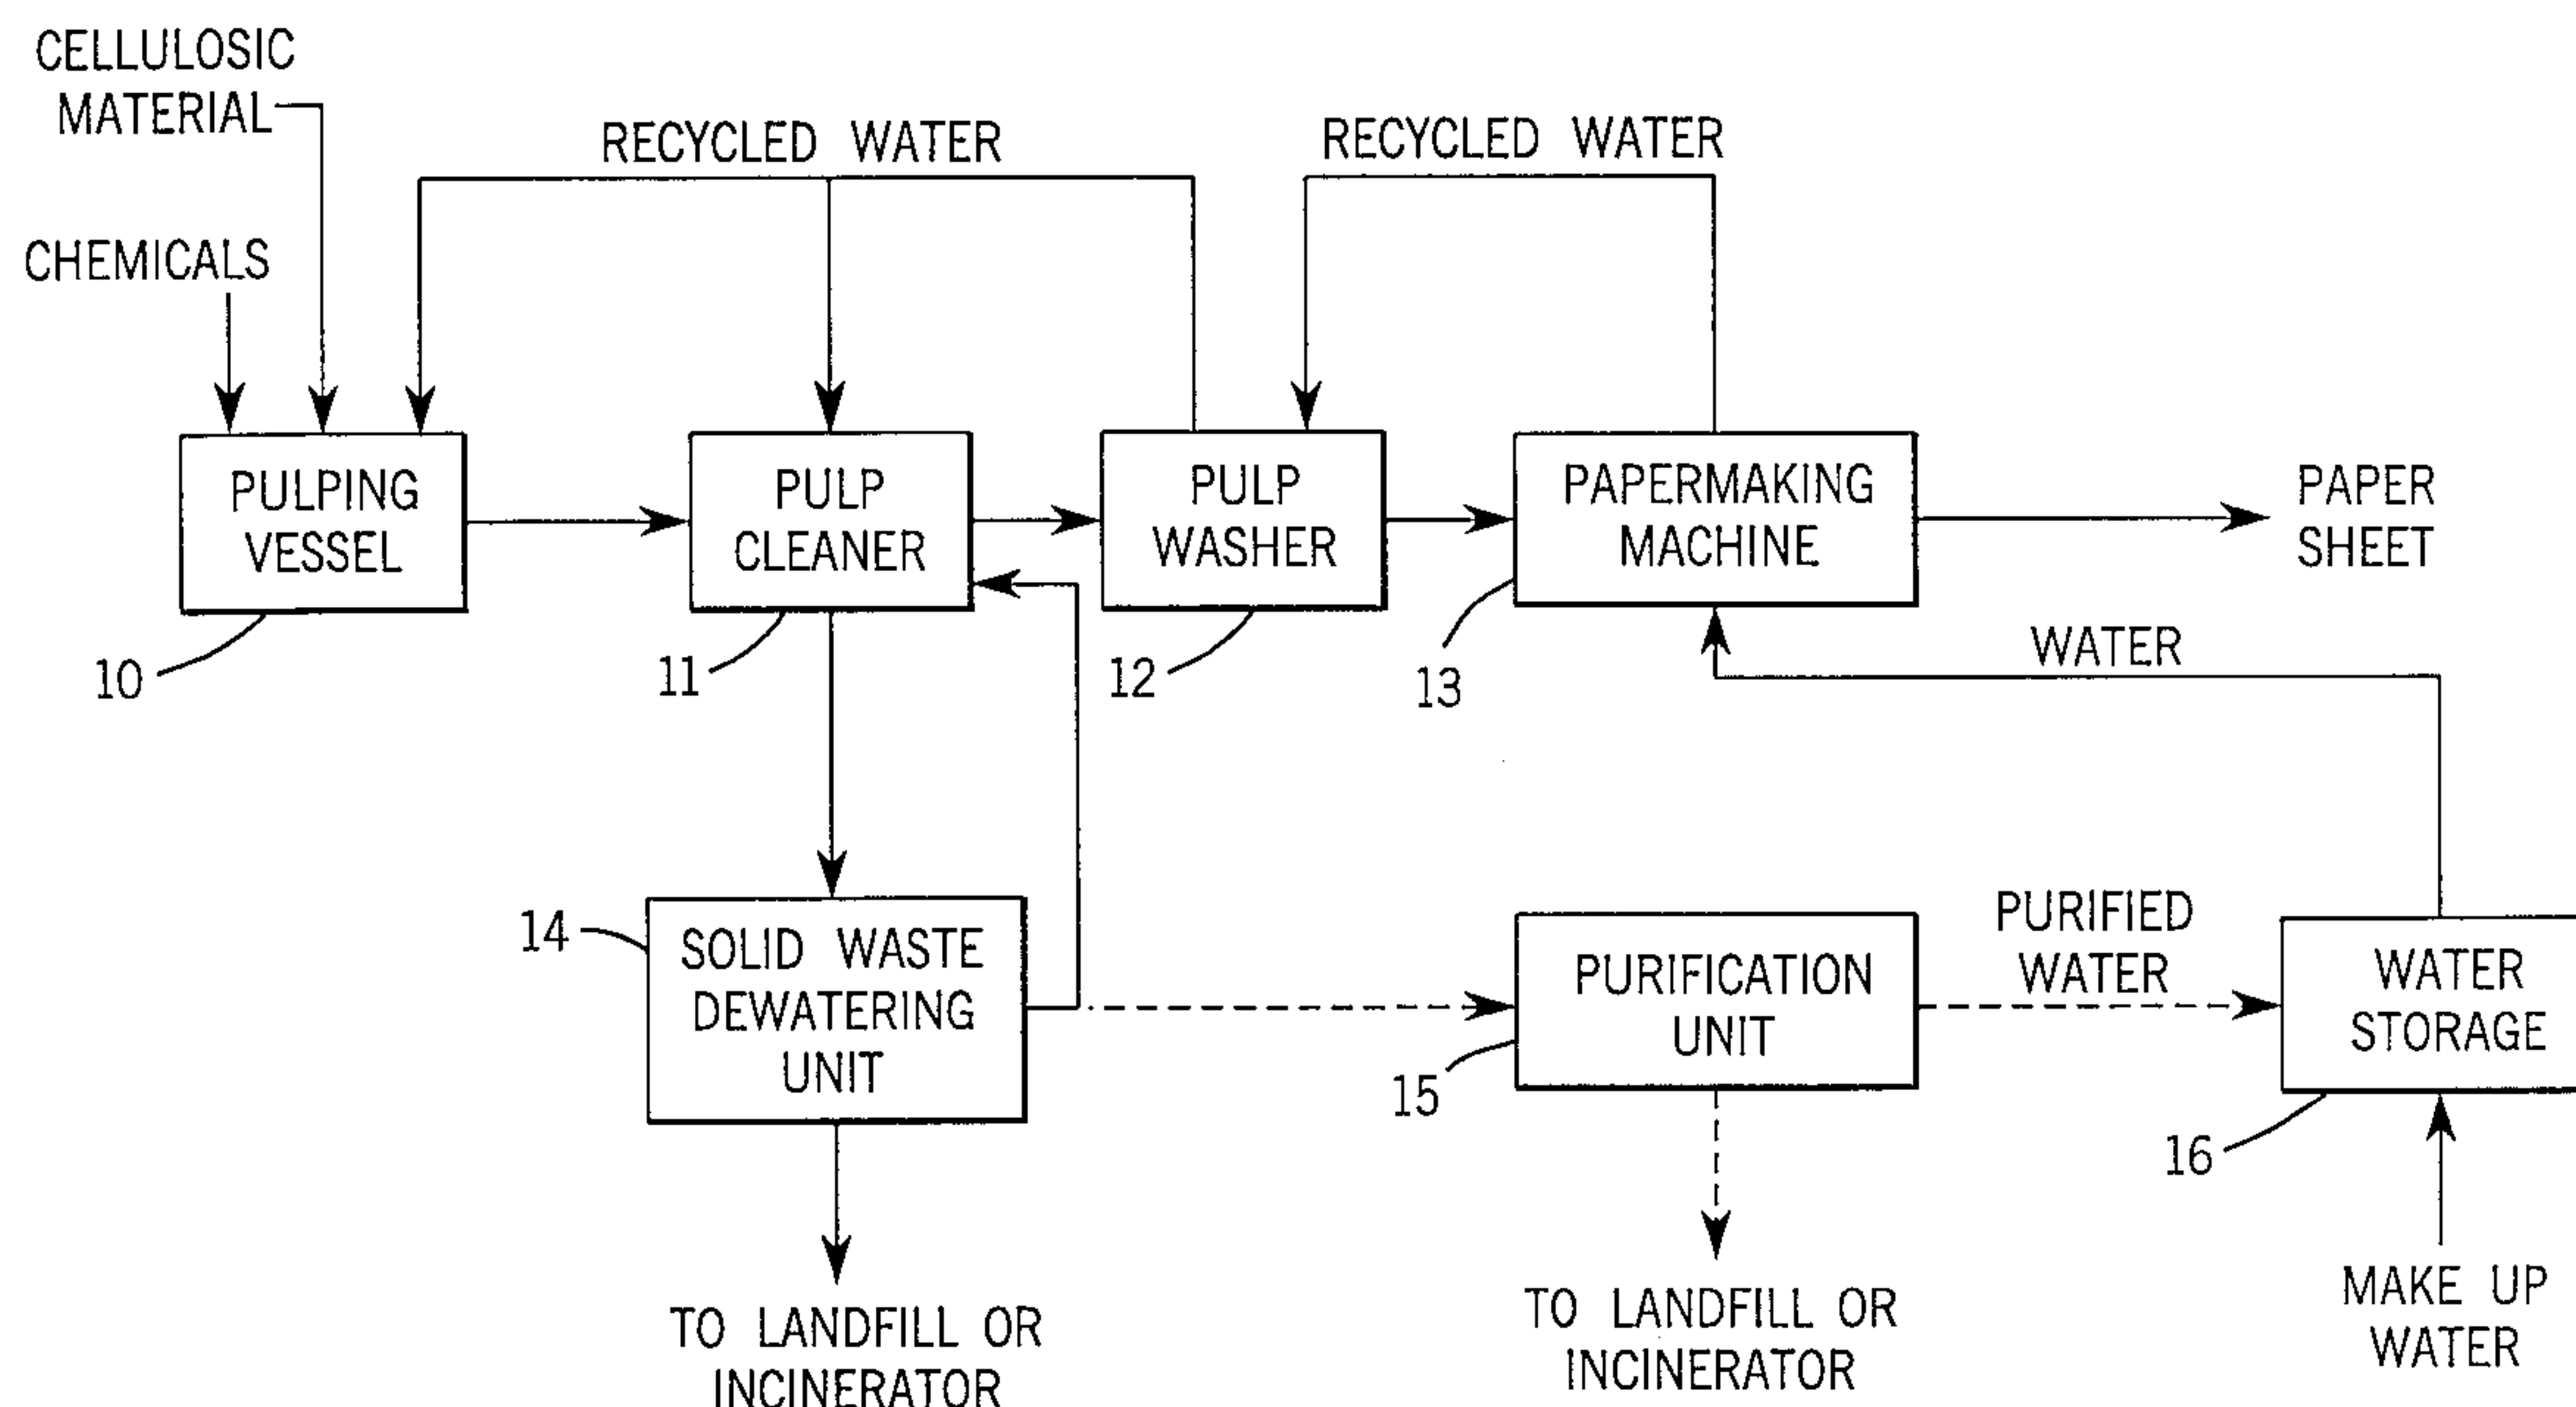 CELLULOSIC
MATERIAL
RECYCLED WATER
RECYCLED WATER
CHEMICALS
PULPING
VESSEL
PULP
CLEANER
PULP
WASHER
PAPERMAKING
MACHINE
PAPER
SHEET
10
11
12
13
WATER
14
SOLID WASTE
DEWATERING
UNIT
PURIFICATION
UNIT
15
PURIFIED
WATER
WATER
STORAGE
16
TO LANDFILL OR
INCINERATOR
TO LANDFILL OR
INCINERATOR
MAKE UP
WATER